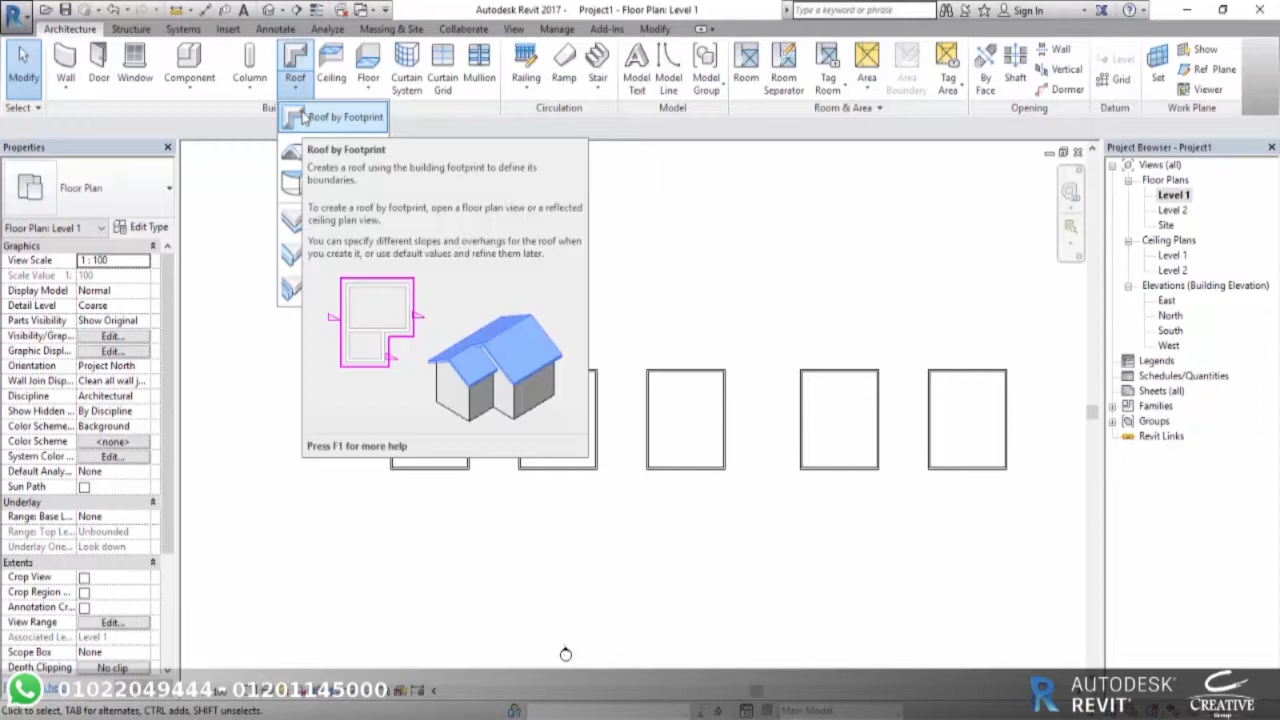 Autodesk Revit 2017 - Project1 - Floor Plan: Level 1
Type a keyword or phrase
Sign In
Architecture Structure Systems Insert Annotate Analyze Massing & Site Collaborate View Manage Add-Ins Modify
Modify
Wall
Door
Window
Component
Column
Roof
Ceiling
Floor
Curtain System
Curtain Grid
Mullion
Railing
Ramp
Stair
Model Text
Model Line
Model Group
Room
Room Separator
Tag Room
Area
Area Boundary
Tag Area
By Face
Shaft
Wall
Vertical
Dormer
Level
Grid
Set
Show
Ref Plane
Viewer
Select
Circulation
Model
Room & Area
Opening
Datum
Work Plane
Roof by Footprint
Roof by Footprint
Creates a roof using the building footprint to define its
boundaries.
To create a roof by footprint, open a floor plan view or a reflected
ceiling plan view.
You can specify different slopes and overhangs for the roof when
you create it, or use default values and refine them later.
Press F1 for more help
Properties
Floor Plan
Floor Plan: Level 1
Edit Type
Graphics
View Scale 1 : 100
Scale Value 1: 100
Display Model Normal
Detail Level Coarse
Parts Visibility Show Original
Visibility/Grap... Edit...
Graphic Displ... Edit...
Orientation Project North
Wall Join Disp... Clean all wall j...
Discipline Architectural
Show Hidden ... By Discipline
Color Scheme... Background
Color Scheme <none>
System Color ... Edit...
Default Analy... None
Sun Path
Underlay
Range: Base L... None
Range: Top Le... Unbounded
Underlay Orie... Look down
Extents
Crop View
Crop Region ...
Annotation Cr...
View Range Edit...
Associated Le... Level 1
Scope Box None
Depth Clipping No clip
Project Browser - Project1
Views (all)
Floor Plans
Level 1
Level 2
Site
Ceiling Plans
Level 1
Level 2
Elevations (Building Elevation)
East
North
South
West
Legends
Schedules/Quantities
Sheets (all)
Families
Groups
Revit Links
01022049444 - 01201145000
AUTODESK®
REVIT®
CREATIVE
Group
Click to select, TAB for alternates, CTRL adds, SHIFT unselects.
Main Model